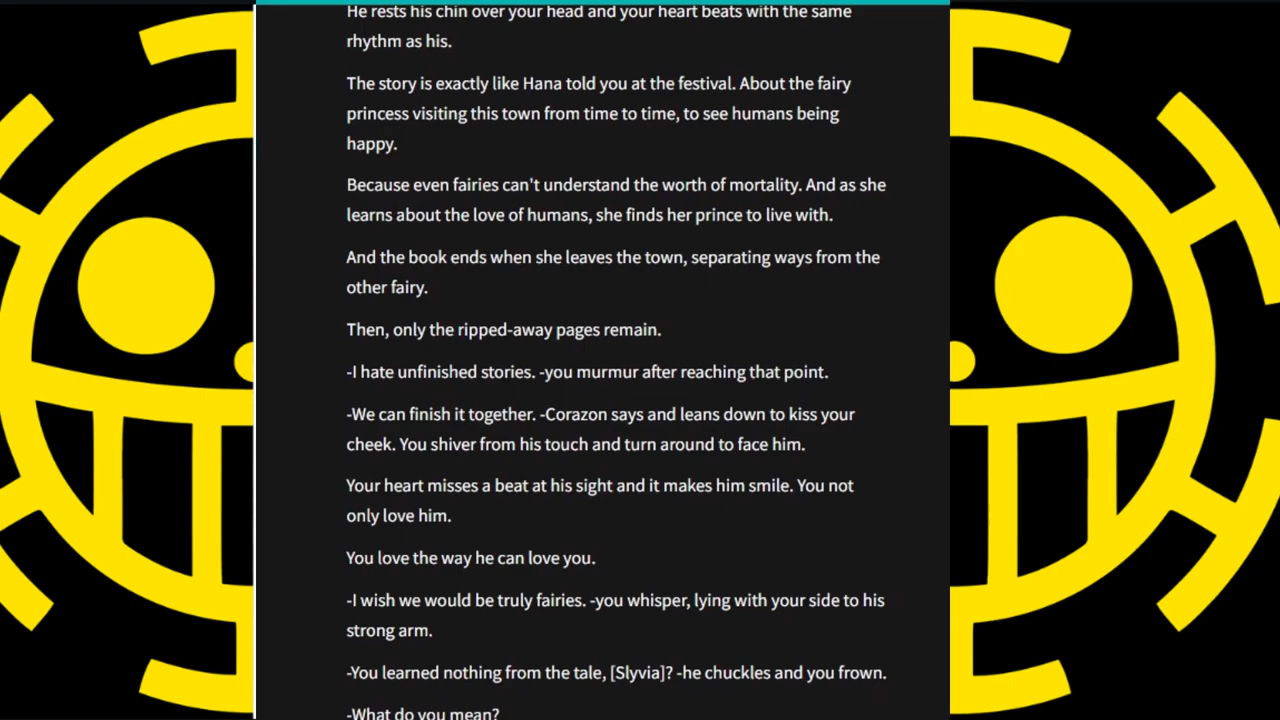 He rests his chin over your head and your heart beats with the same
rhythm as his.
The story is exactly like Hana told you at the festival. About the fairy
princess visiting this town from time to time, to see humans being
happy.
Because even fairies can't understand the worth of mortality. And as she
learns about the love of humans, she finds her prince to live with.
And the book ends when she leaves the town, separating ways from the
other fairy.
Then, only the ripped-away pages remain.
-I hate unfinished stories. -you murmur after reaching that point.
-We can finish it together. -Corazon says and leans down to kiss your
cheek. You shiver from his touch and turn around to face him.
Your heart misses a beat at his sight and it makes him smile. You not
only love him.
You love the way he can love you.
-I wish we would be truly fairies. -you whisper, lying with your side to his
strong arm.
-You learned nothing from the tale, [Slyvia]? -he chuckles and you frown.
-What do you mean?